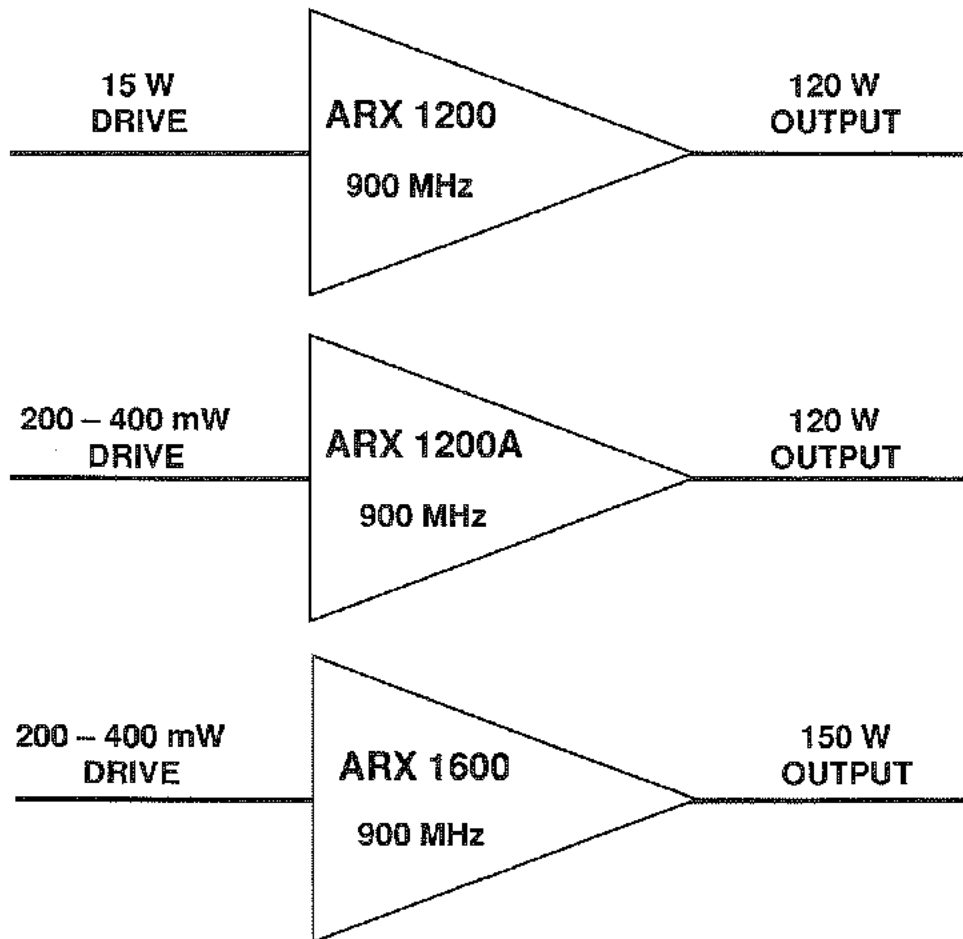 15 W
DRIVE
ARX 1200
900 MHz
120 W
OUTPUT
200 – 400 mW
DRIVE
ARX 1200A
900 MHz
120 W
OUTPUT
200 – 400 mW
DRIVE
ARX 1600
900 MHz
150 W
OUTPUT